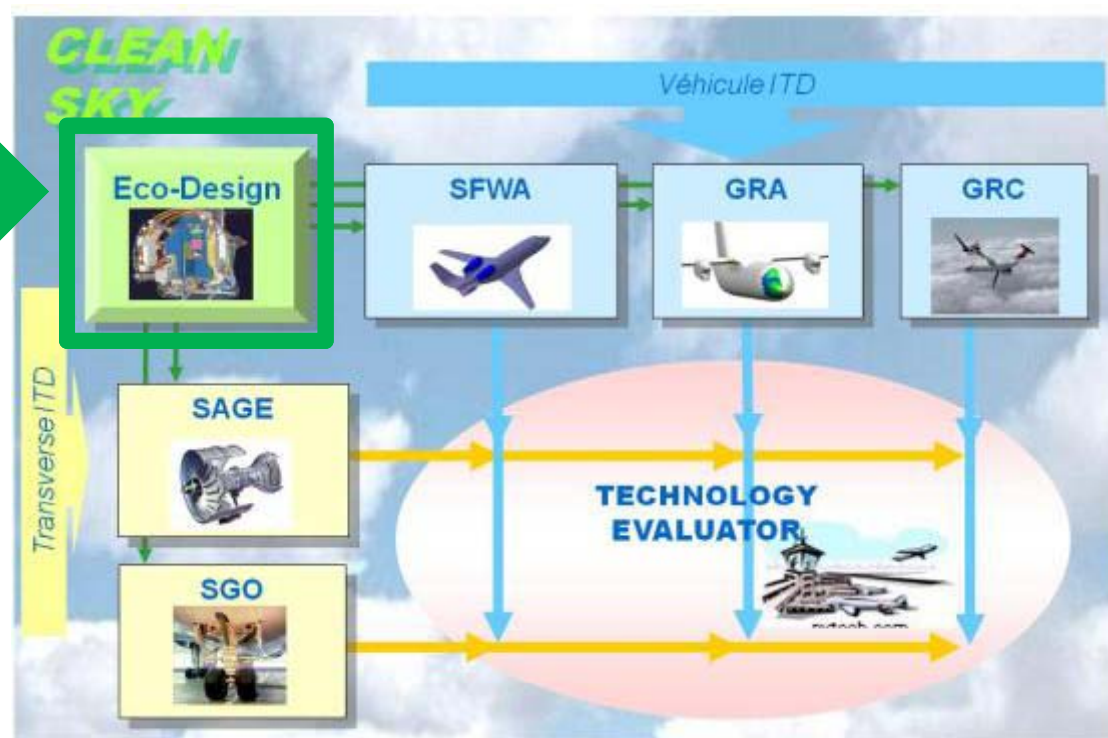 CLEAN
SKY
Véhicule ITD
Eco-Design
SFWA
GRA
GRC
Transverse ITD
SAGE
TECHNOLOGY
EVALUATOR
SGO